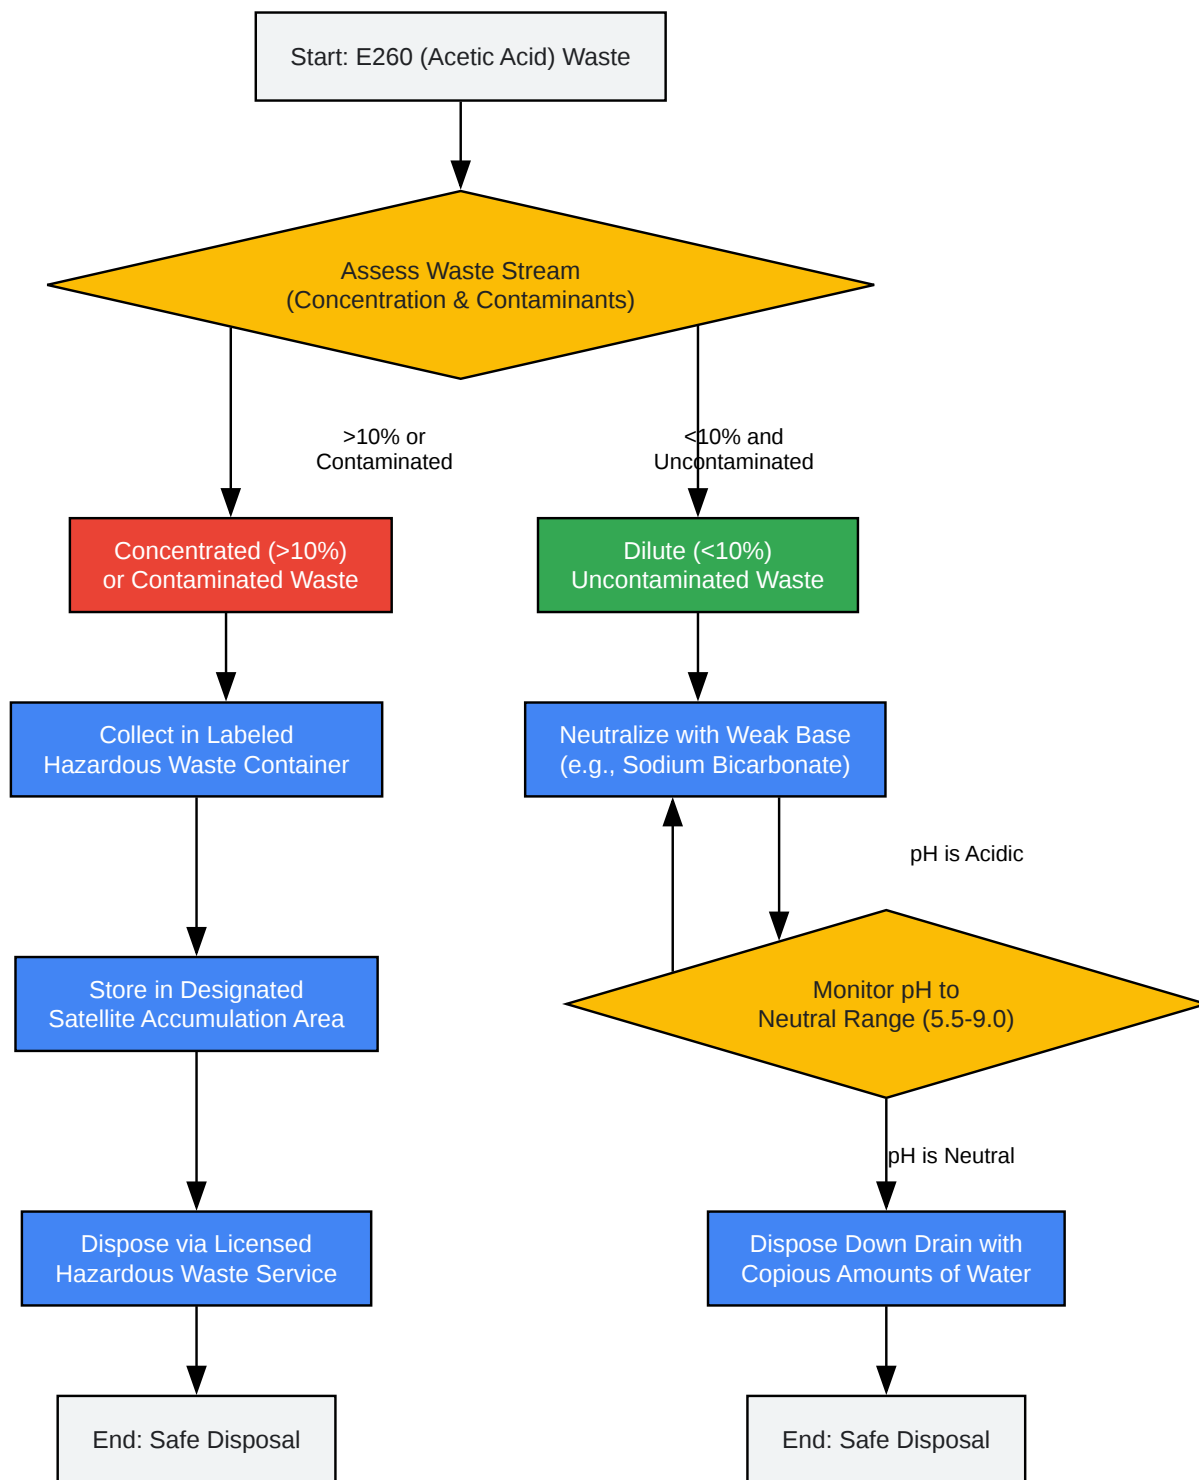 Start: E260 (Acetic Acid) Waste
Assess Waste Stream
(Concentration & Contaminants)
>10% or
Contaminated
<10% and
Uncontaminated
Concentrated (>10%)
or Contaminated Waste
Dilute (<10%)
Uncontaminated Waste
Collect in Labeled
Hazardous Waste Container
Neutralize with Weak Base
(e.g., Sodium Bicarbonate)
pH is Acidic
Store in Designated
Satellite Accumulation Area
Monitor pH to
Neutral Range (5.5-9.0)
pH is Neutral
Dispose via Licensed
Hazardous Waste Service
Dispose Down Drain with
Copious Amounts of Water
End: Safe Disposal
End: Safe Disposal